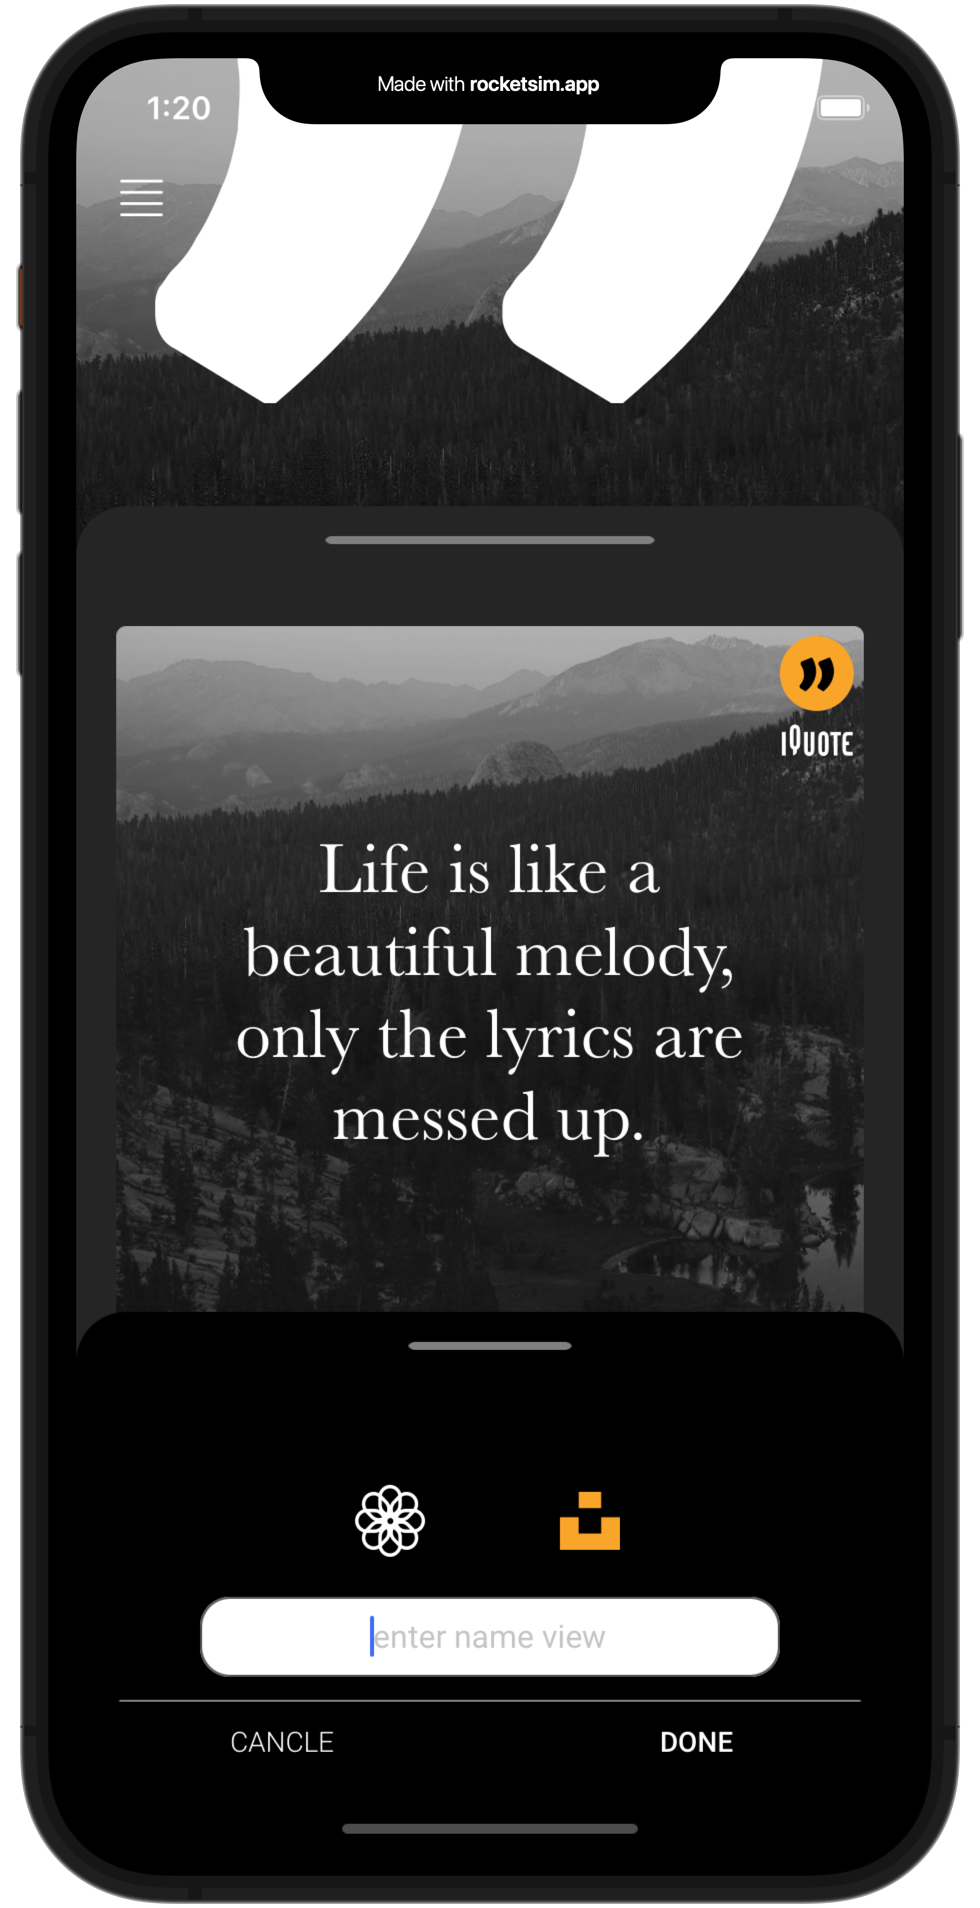 Made with rocketsim.app
1:20
IQUOTE
Life is like a
beautiful melody,
only the lyrics are
messed up.
enter name view
CANCLE DONE